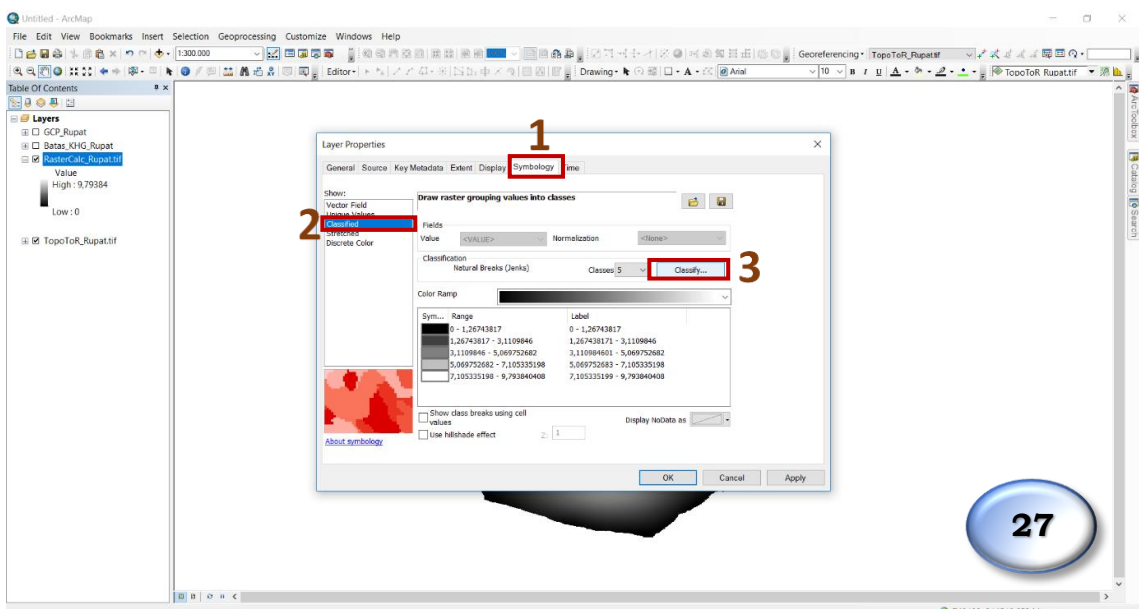 Untitled - ArcMap
File Edit View Bookmarks Insert Selection Geoprocessing Customize Windows Help
1:300.000
Georeferencing TopoToR_Rupat.tif
Editor
Drawing
Arial
10
B I U A
TopoToR Rupat.tif
Table Of Contents
Layers
GCP_Rupat
Batas_KHG_Rupat
RasterCalc_Rupat.tif
Value
High : 9,79384
Low : 0
TopoToR_Rupat.tif
ArcToolbox
Catalog
Search
1
Layer Properties
General Source Key Metadata Extent Display Symbology Time
Show:
Vector Field
Unique Values
Classified
Stretched
Discrete Color
2
Draw raster grouping values into classes
Fields
Value <VALUE> Normalization <None>
Classification
Natural Breaks (Jenks) Classes 5 Classify...
3
Color Ramp
Sym... Range Label
0 - 1,26743817 0 - 1,26743817
1,26743817 - 3,1109846 1,267438171 - 3,1109846
3,1109846 - 5,069752682 3,110984601 - 5,069752682
5,069752682 - 7,105335198 5,069752683 - 7,105335198
7,105335198 - 9,793840408 7,105335199 - 9,793840408
Show class breaks using cell
values
Display NoData as
Use hillshade effect Z: 1
About symbology
OK Cancel Apply
27